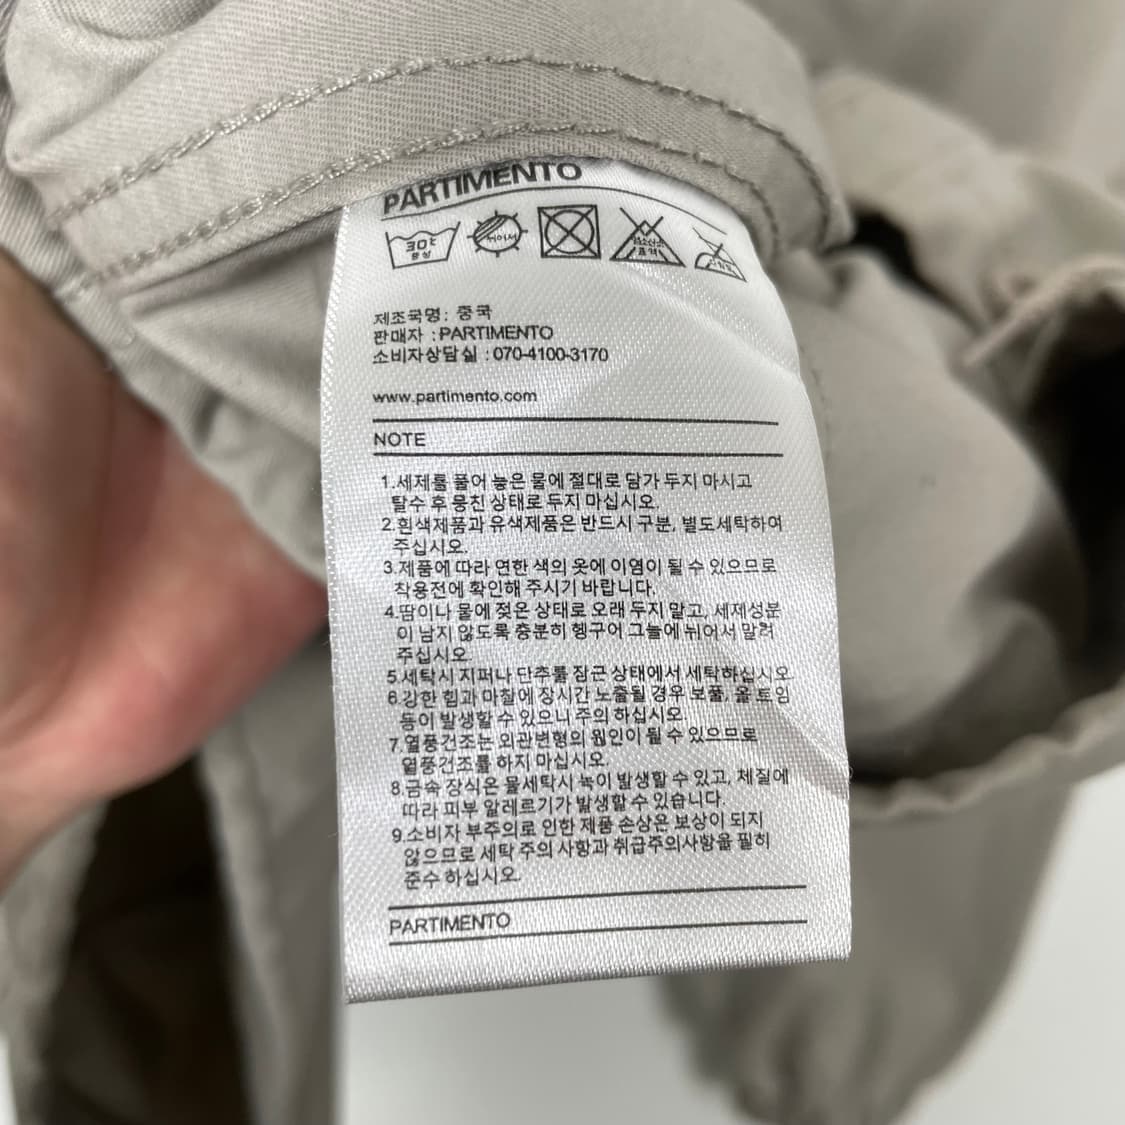 PARTIMENTO
30℃
중성
뉘어서
염소산소
표백
제조국명: 중국
판매자 :PARTIMENTO
소비자상담실 :070-4100-3170
www.partimento.com
NOTE
1.세제를 풀어 놓은 물에 절대로 담가 두지 마시고
탈수 후 뭉친 상태로 두지 마십시오.
2.흰색제품과 유색제품은 반드시 구분, 별도세탁하여
주십시오.
3.제품에 따라 연한 색의 옷에 이염이 될 수 있으므로
착용전에 확인해 주시기 바랍니다.
4.땀이나 물에 젖은 상태로 오래 두지 말고, 세제성분
이 남지 않도록 충분히 헹구어 그늘에 뉘어서 말려
주십시오.
5.세탁시 지퍼나 단추를 잠근 상태에서 세탁하십시오.
6.강한 힘과 마찰에 장시간 노출될 경우 보풀, 올 트임
등이 발생할 수 있으니 주의 하십시오.
7.열풍건조는 외관변형의 원인이 될 수 있으므로
열풍건조를 하지 마십시오.
8.금속 장식은 물세탁시 녹이 발생할 수 있고, 체질에
따라 피부 알레르기가 발생할 수 있습니다.
9.소비자 부주의로 인한 제품 손상은 보상이 되지
않으므로 세탁 주의 사항과 취급주의사항을 필히
준수 하십시오.
PARTIMENTO